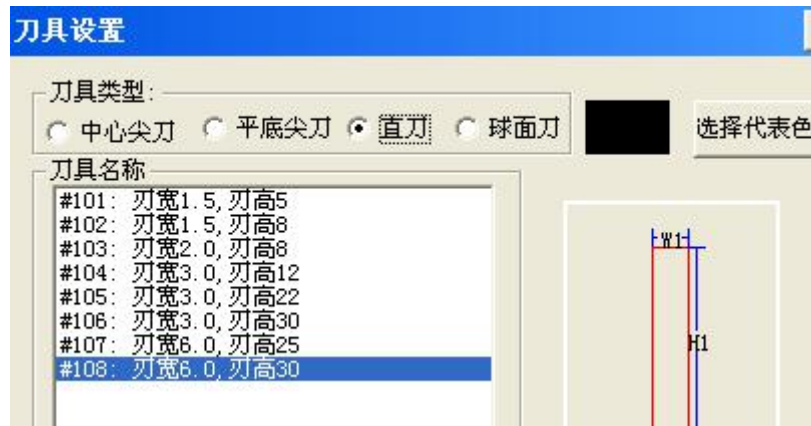 刀具设置
刀具类型:
中心尖刀 平底尖刀 直刀 球面刀
选择代表色
刀具名称
#101: 刃宽1.5,刃高5
#102: 刃宽1.5,刃高8
#103: 刃宽2.0,刃高8
#104: 刃宽3.0,刃高12
#105: 刃宽3.0,刃高22
#106: 刃宽3.0,刃高30
#107: 刃宽6.0,刃高25
#108: 刃宽6.0,刃高30
W1
H1